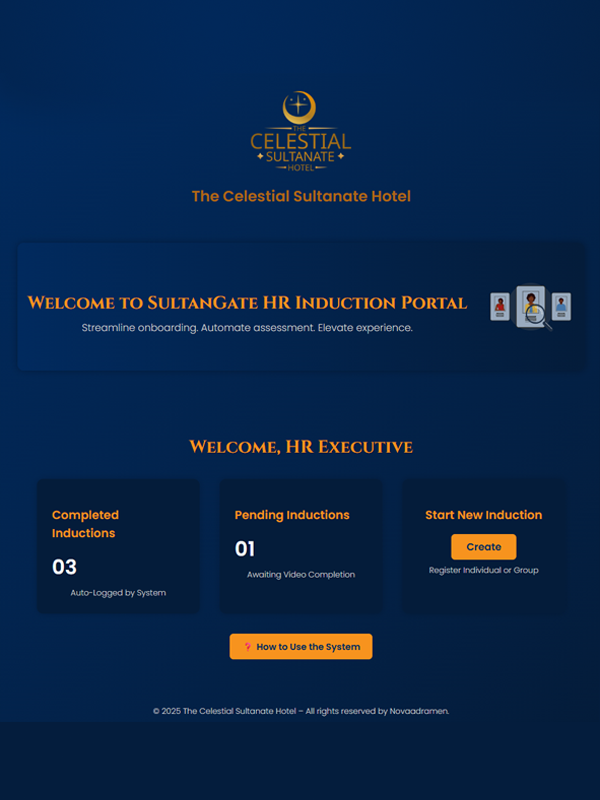 THE
CELESTIAL
SULTANATE
HOTEL
The Celestial Sultanate Hotel
Welcome to SultanGate HR Induction Portal
Streamline onboarding. Automate assessment. Elevate experience.
Welcome, HR Executive
Completed
Inductions
03
Auto-Logged by System
Pending Inductions
01
Awaiting Video Completion
Start New Induction
Create
Register Individual or Group
❓ How to Use the System
© 2025 The Celestial Sultanate Hotel – All rights reserved by Novaadramen.